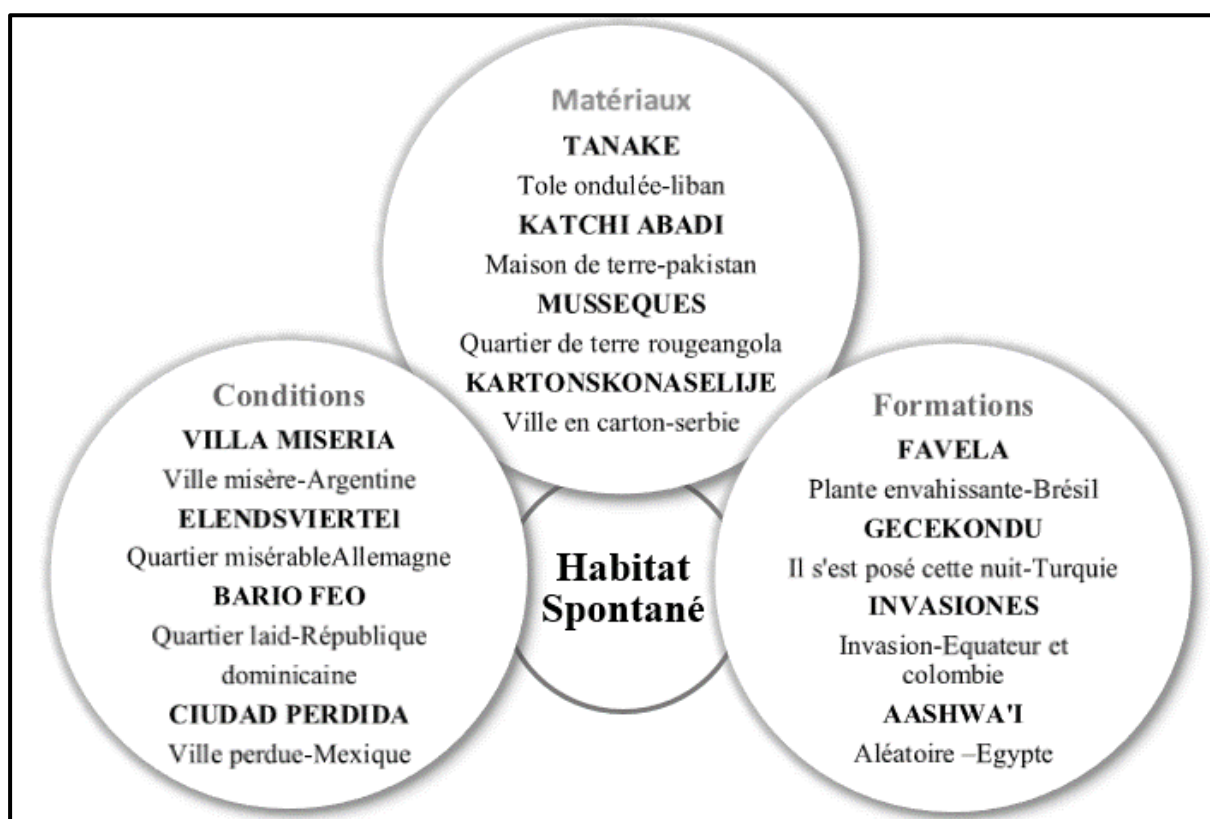 Matériaux
TANAKE
Tole ondulée-liban
KATCHI ABADI
Maison de terre-pakistan
MUSSEQUES
Quartier de terre rougeangola
KARTONSKONASELIJE
Ville en carton-serbie
Conditions
VILLA MISERIA
Ville misère-Argentine
ELENDSVIERTEl
Quartier misérableAllemagne
BARIO FEO
Quartier laid-République
dominicaine
CIUDAD PERDIDA
Ville perdue-Mexique
Habitat
Spontané
Formations
FAVELA
Plante envahissante-Brésil
GECEKONDU
Il s'est posé cette nuit-Turquie
INVASIONES
Invasion-Equateur et
colombie
AASHWA'I
Aléatoire –Egypte